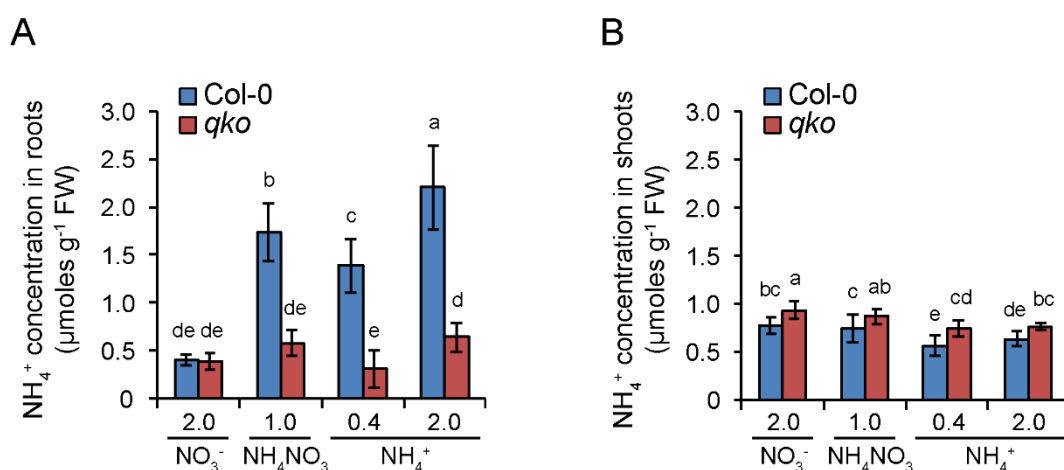 A
Col-0
qko
NH₄⁺ concentration in roots
(μmoles g⁻¹ FW)
3.0
2.5
2.0
1.5
1.0
0.5
0
de de
b
de
c
e
a
d
2.0 1.0 0.4 2.0
NO₃⁻ NH₄NO₃ NH₄⁺
B
Col-0
qko
NH₄⁺ concentration in shoots
(μmoles g⁻¹ FW)
3.0
2.5
2.0
1.5
1.0
0.5
0
bc a
c ab
e cd
de bc
2.0 1.0 0.4 2.0
NO₃⁻ NH₄NO₃ NH₄⁺